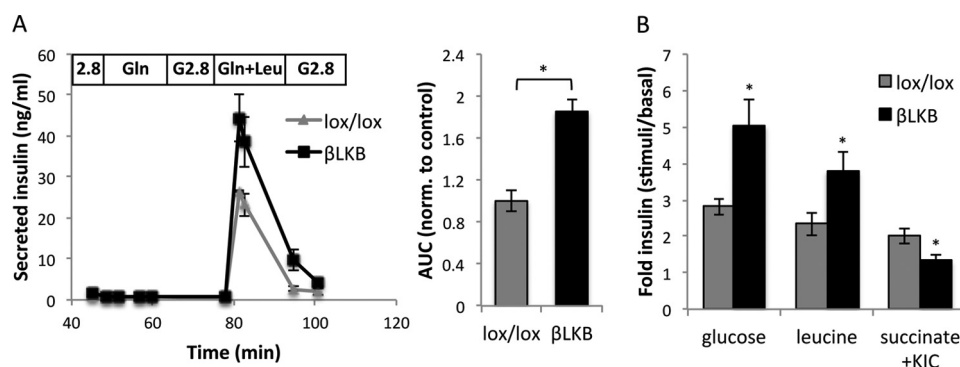 A
2.8 Gln G2.8 Gln+Leu G2.8
Secreted insulin (ng/ml)
60
50
40
30
20
10
0
lox/lox
βLKB
40 60 80 100 120
Time (min)
AUC (norm. to control)
2.4
2
1.6
1.2
0.8
0.4
0
*
lox/lox βLKB
B
Fold insulin (stimuli/basal)
7
6
5
4
3
2
1
0
lox/lox
βLKB
*
*
*
glucose leucine succinate
+KIC